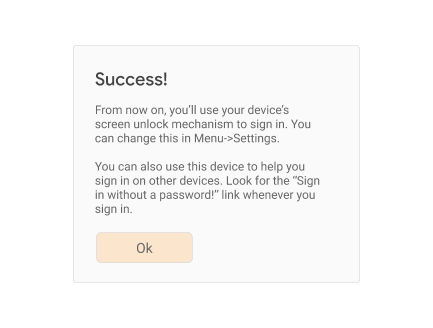 Success!
From now on, you’ll use your device’s
screen unlock mechanism to sign in. You
can change this in Menu->Settings.
You can also use this device to help you
sign in on other devices. Look for the “Sign
in without a password!” link whenever you
sign in.
Ok